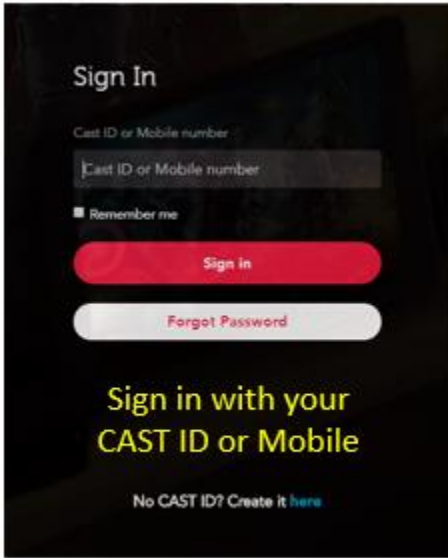 Sign In
Cast ID or Mobile number
Cast ID or Mobile number
Remember me
Sign in
Forgot Password
Sign in with your
CAST ID or Mobile
No CAST ID? Create it here